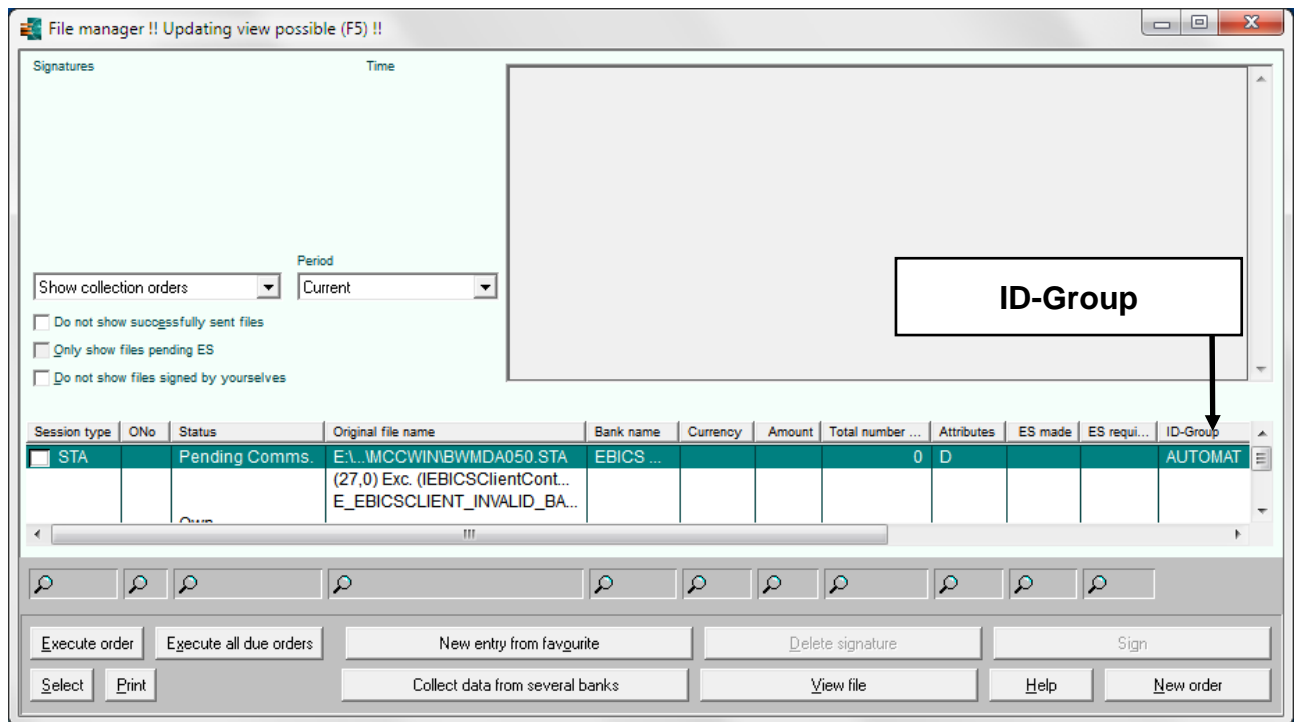 File manager !! Updating view possible (F5) !!
Signatures Time
Period
Show collection orders Current
ID-Group
Do not show successfully sent files
Only show files pending ES
Do not show files signed by yourselves
Session type ONo Status Original file name Bank name Currency Amount Total number ... Attributes ES made ES requi... ID-Group
STA Pending Comms. E:\...\MCCWIN\BWMDA050.STA EBICS ... 0 D AUTOMAT
(27,0) Exc. (IEBICSClientCont...
E_EBICSCLIENT_INVALID_BA...
Own
Execute order Execute all due orders New entry from favourite Delete signature Sign
Select Print Collect data from several banks View file Help New order